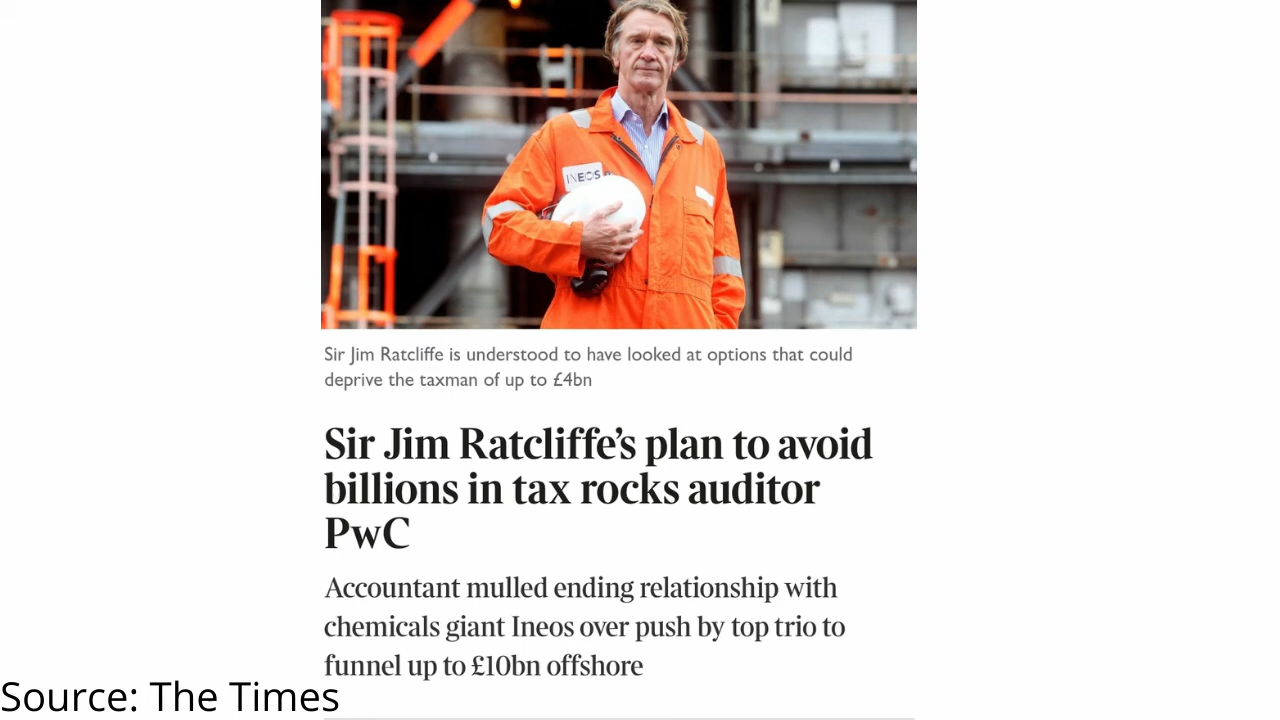 INEOS
Sir Jim Ratcliffe is understood to have looked at options that could
deprive the taxman of up to £4bn
Sir Jim Ratcliffe’s plan to avoid
billions in tax rocks auditor
PwC
Accountant mulled ending relationship with
chemicals giant Ineos over push by top trio to
funnel up to £10bn offshore
Source: The Times